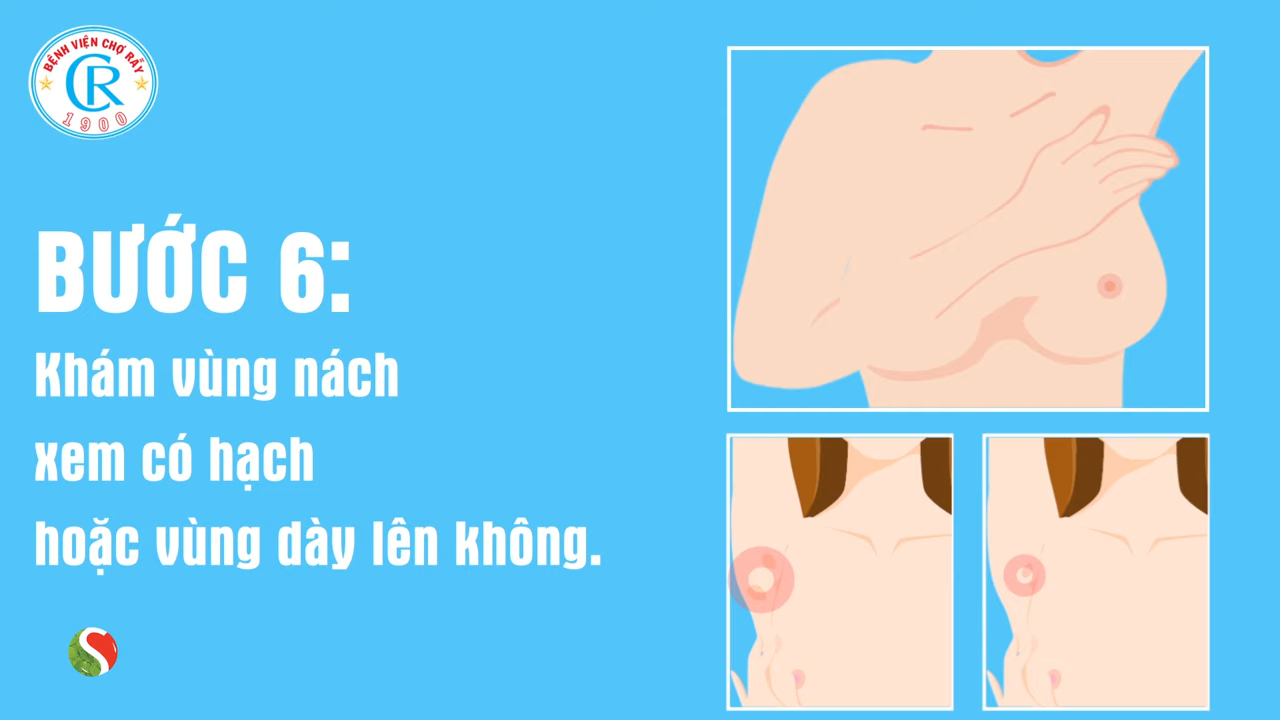 BỆNH VIỆN CHỢ RẪY
CR
1900
BƯỚC 6:
Khám vùng nách
xem có hạch
hoặc vùng dày lên không.